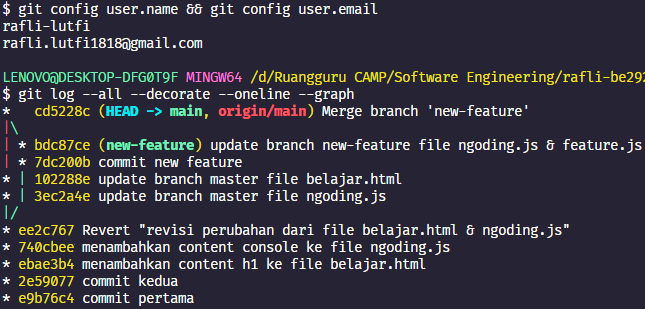 $ git config user.name && git config user.email
rafli-lutfi
rafli.lutfi1818@gmail.com
LENOVO@DESKTOP-DFG0T9F MINGW64 /d/Ruangguru CAMP/Software Engineering/rafli-be292
$ git log --all --decorate --oneline --graph
*   cd5228c (HEAD -> main, origin/main) Merge branch 'new-feature'
|\
| * bdc87ce (new-feature) update branch new-feature file ngoding.js & feature.js
| * 7dc200b commit new feature
* | 102288e update branch master file belajar.html
* | 3ec2a4e update branch master file ngoding.js
|/
* ee2c767 Revert "revisi perubahan dari file belajar.html & ngoding.js"
* 740cbee menambahkan content console ke file ngoding.js
* ebae3b4 menambahkan content h1 ke file belajar.html
* 2e59077 commit kedua
* e9b76c4 commit pertama